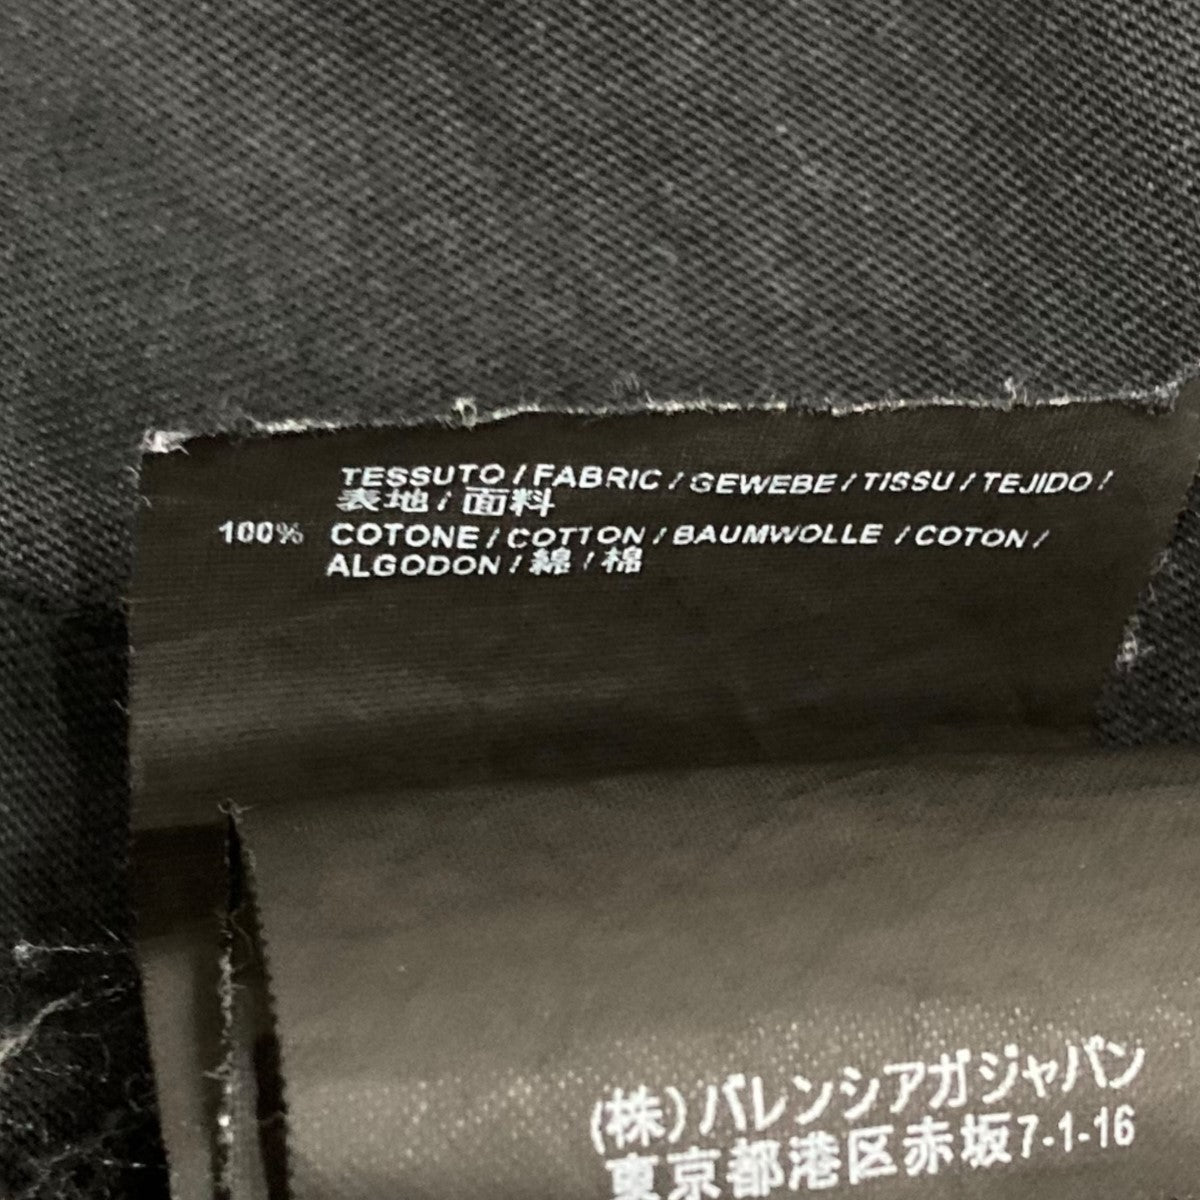 TESSUTO / FABRIC / GEWEBE / TISSU / TEJIDO /
表地 / 面料
100% COTONE / COTTON / BAUMWOLLE / COTON /
ALGODON / 綿 / 棉
(株)バレンシアガジャパン
東京都港区赤坂7-1-16